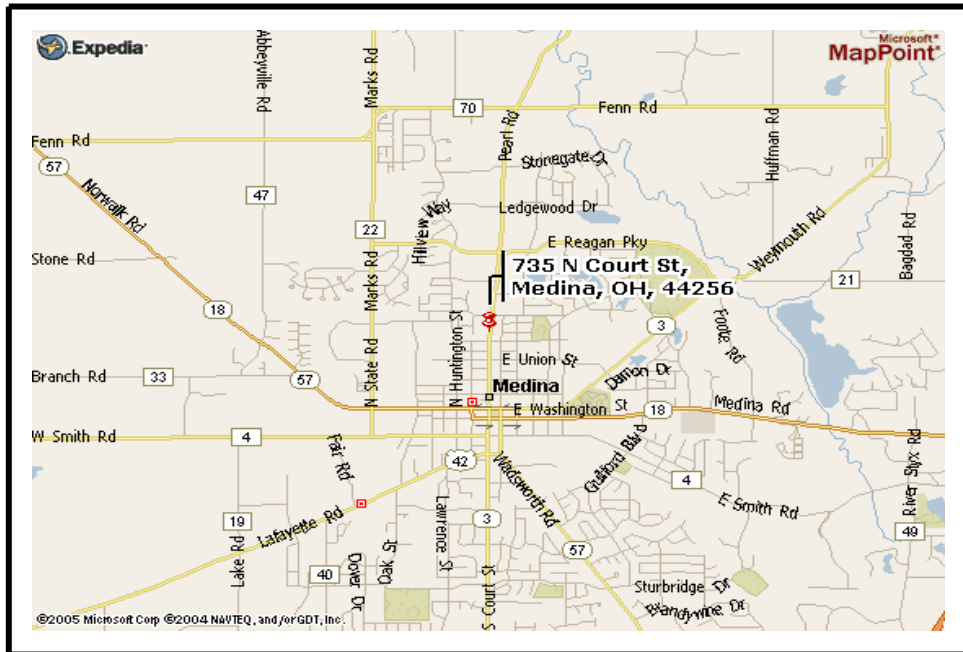 Expedia
Microsoft®
MapPoint®
Abbeyville Rd
Marks Rd
70
Fenn Rd
Fenn Rd
57
Pearl Rd
Stonegate Dr
Huffman Rd
Norwalk Rd
47
Hillview Way
Ledgewood Dr
22
E Reagan Pky
Weymouth Rd
Bagdad Rd
Stone Rd
Marks Rd
735 N Court St,
Medina, OH, 44256
21
18
3
Foote Rd
N Huntington St
E Union St
Damon Dr
Branch Rd
33
57
N State Rd
Medina
E Washington St
18
Medina Rd
W Smith Rd
4
Fair Rd
42
Wadsworth Rd
Guilford Blvd
4
E Smith Rd
River Styx Rd
49
19
Lafayette Rd
Lawrence St
3
57
Lake Rd
40
Dover Dr
Oak St
S Court St
Sturbridge Dr
Brandywine Dr
©2005 Microsoft Corp ©2004 NAVTEQ, and/or GDT, Inc.